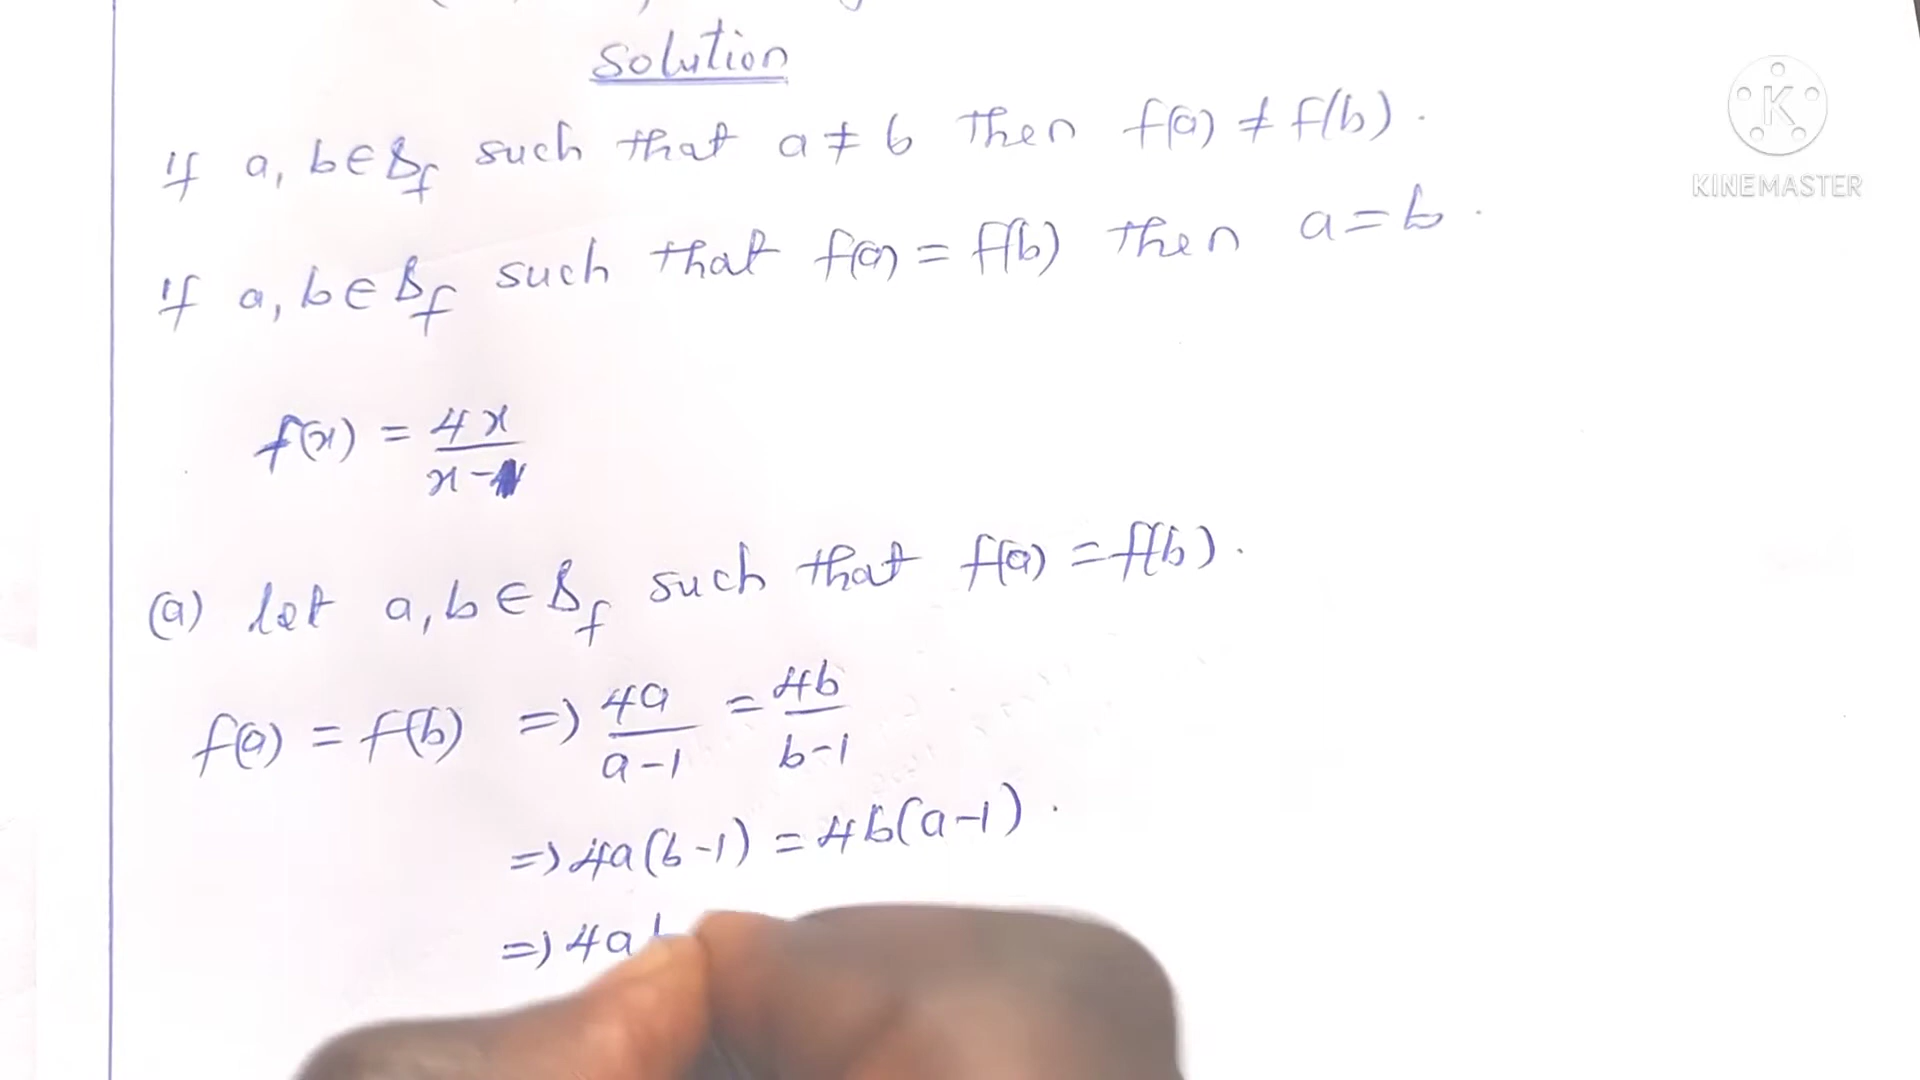 Solution
If a, b ∈ D_f such that a ≠ b then f(a) ≠ f(b).
If a, b ∈ D_f such that f(a) = f(b) then a = b.
f(x) = 4x / x - 1
(a) let a, b ∈ D_f such that f(a) = f(b).
f(a) = f(b) => 4a / a-1 = 4b / b-1
=> 4a(b-1) = 4b(a-1).
=> 4a
K
KINEMASTER